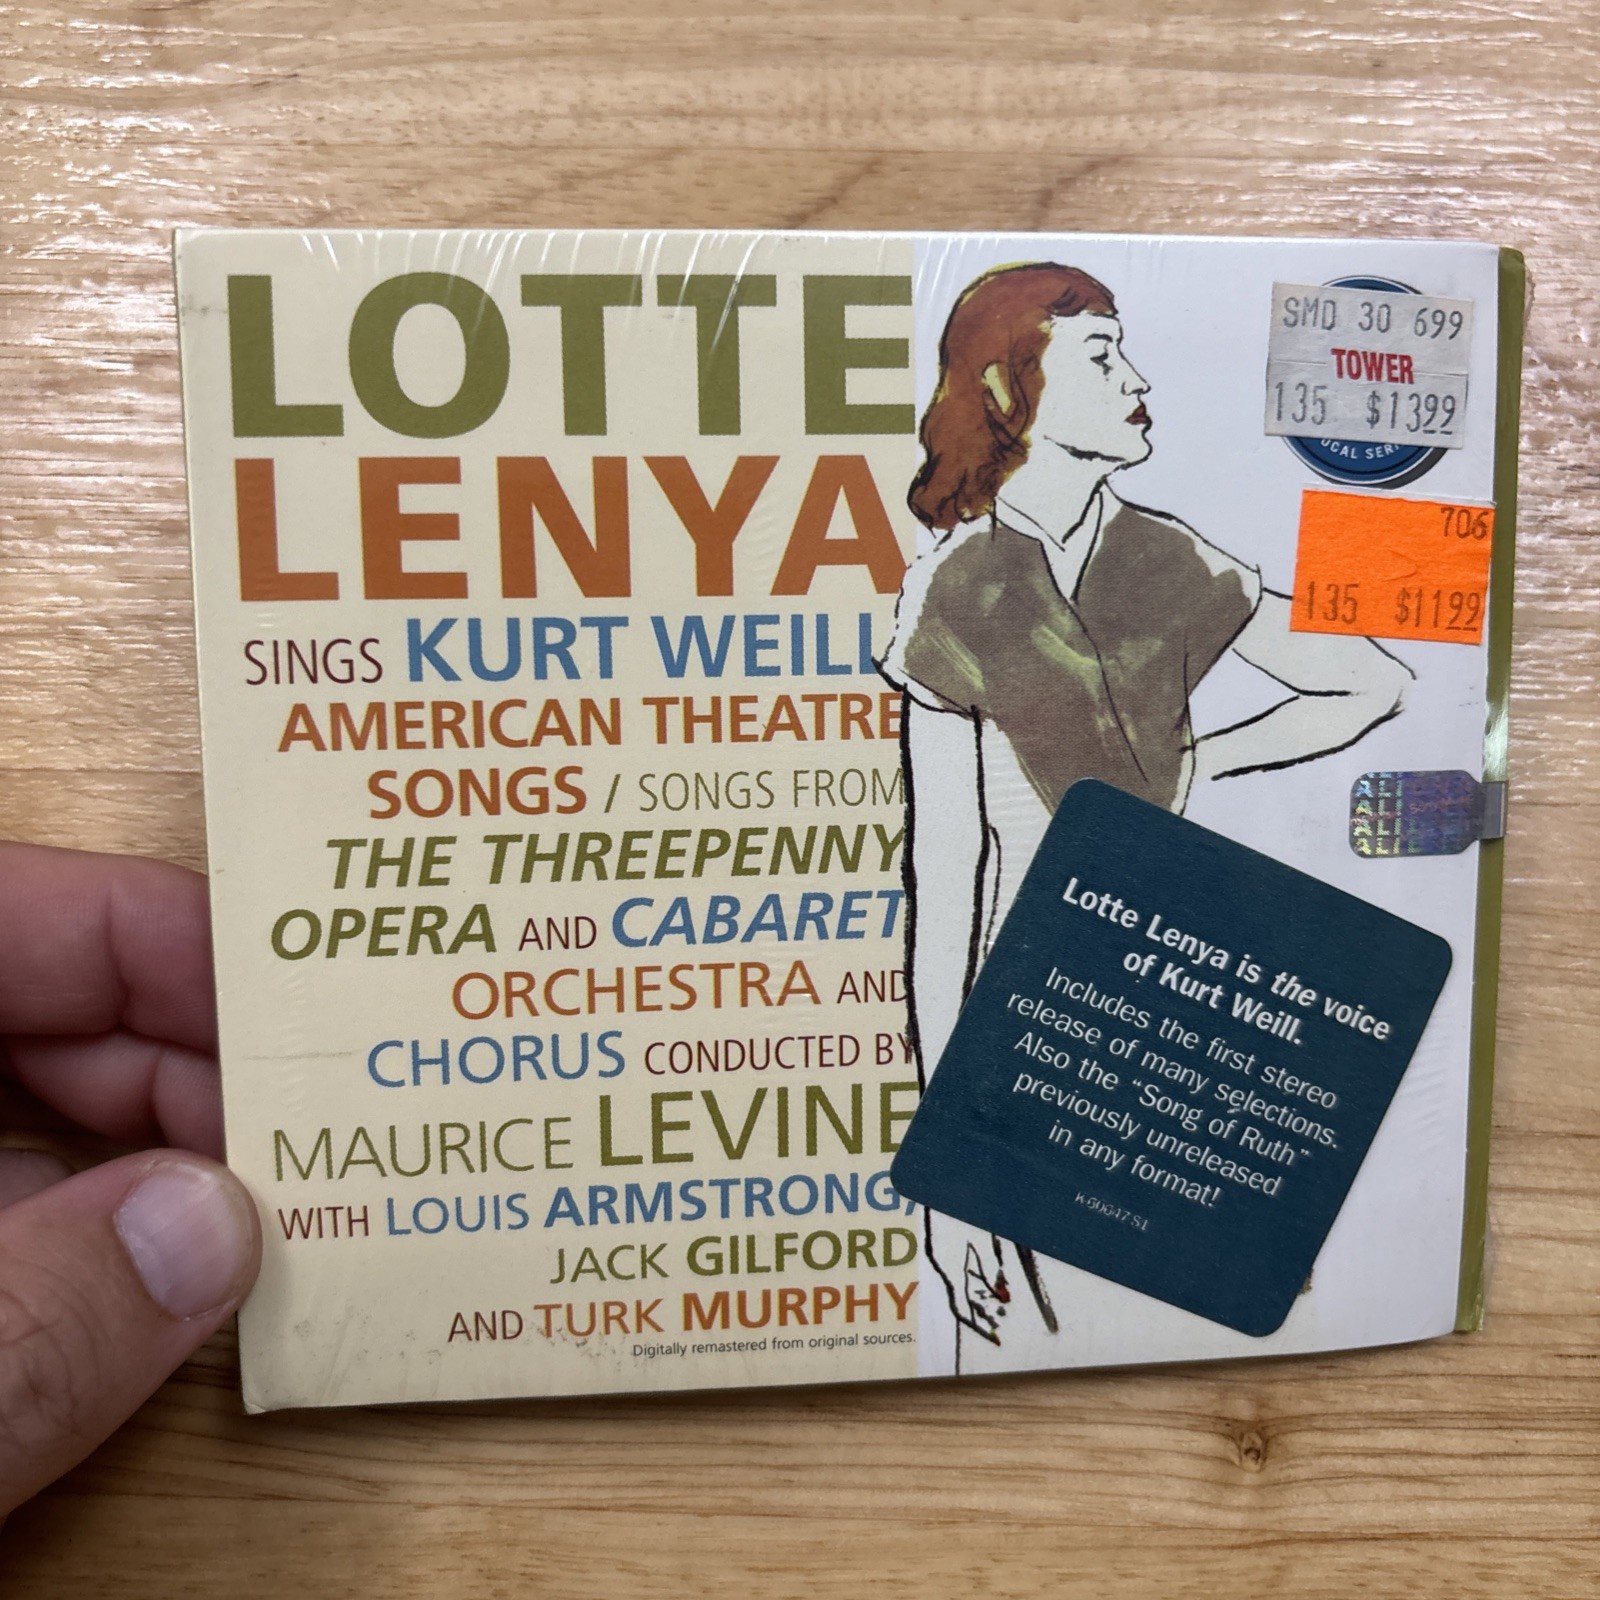 LOTTE
LENYA
SINGS KURT WEILL
AMERICAN THEATRE
SONGS / SONGS FROM
THE THREEPENNY
OPERA AND CABARET
ORCHESTRA AND
CHORUS CONDUCTED BY
MAURICE LEVINE
WITH LOUIS ARMSTRONG,
JACK GILFORD
AND TURK MURPHY
Digitally remastered from original sources.
SMD 30 699
TOWER
135 $13.99
706
135 $11.99
Lotte Lenya is the voice
of Kurt Weill.
Includes the first stereo
release of many selections.
Also the “Song of Ruth”
previously unreleased
in any format!
K 60647 S1